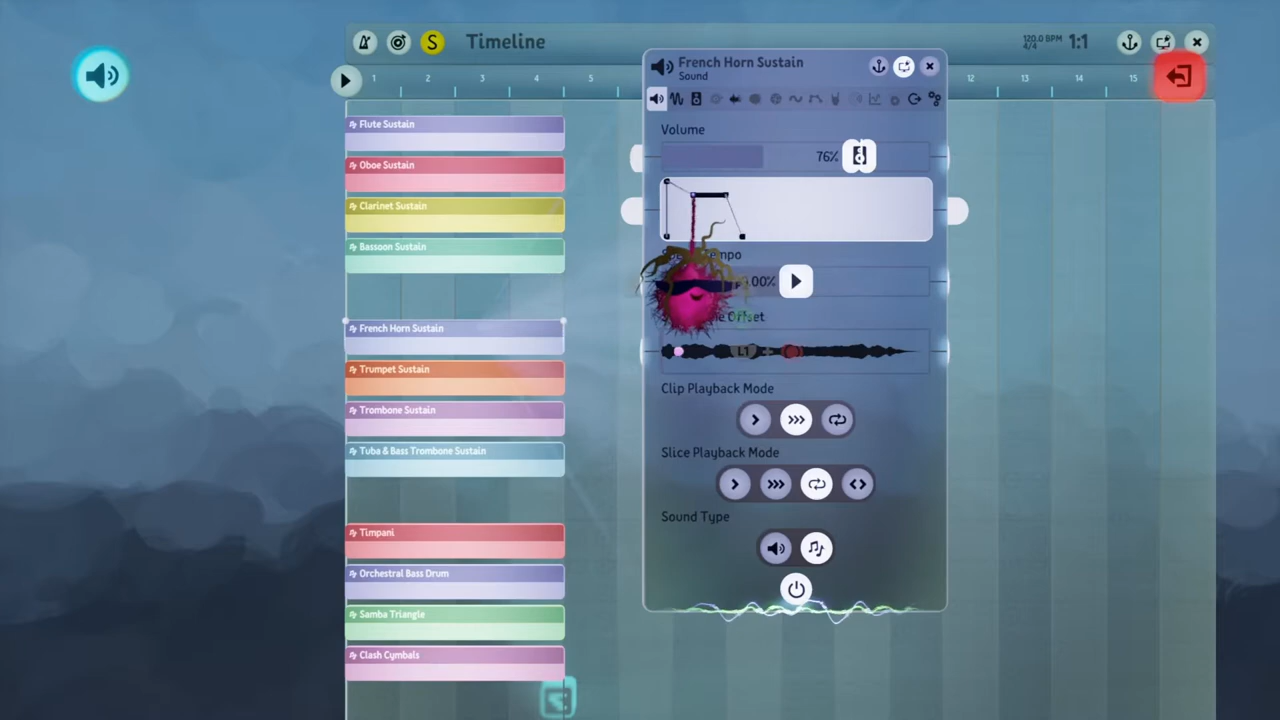 S
Timeline
120.0 BPM
4/4
1:1
1
2
3
4
5
12
13
14
15
French Horn Sustain
Sound
Volume
76%
Clip Playback Mode
Slice Playback Mode
Sound Type
L1
Flute Sustain
Oboe Sustain
Clarinet Sustain
Bassoon Sustain
French Horn Sustain
Trumpet Sustain
Trombone Sustain
Tuba & Bass Trombone Sustain
Timpani
Orchestral Bass Drum
Samba Triangle
Clash Cymbals